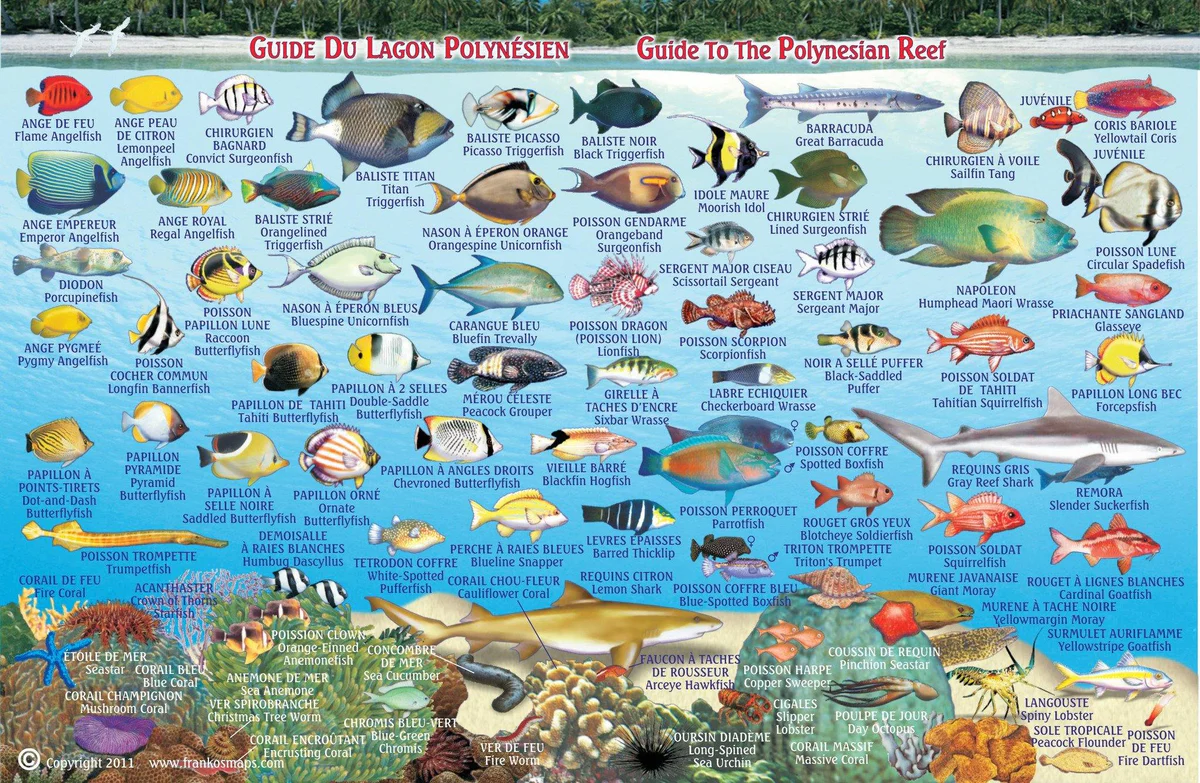 GUIDE DU LAGON POLYNÉSIEN
Guide To The Polynesian Reef
ANGE DE FEU
Flame Angelfish
ANGE PEAU
DE CITRON
Lemonpeel
Angelfish
CHIRURGIEN
BAGNARD
Convict Surgeonfish
BALISTE TITAN
Titan
Triggerfish
BALISTE PICASSO
Picasso Triggerfish
BALISTE NOIR
Black Triggerfish
IDOLE MAURE
Moorish Idol
BARRACUDA
Great Barracuda
CHIRURGIEN À VOILE
Sailfin Tang
JUVÉNILE
CORIS BARIOLE
Yellowtail Coris
JUVÉNILE
ANGE EMPEREUR
Emperor Angelfish
ANGE ROYAL
Regal Angelfish
BALISTE STRIÉ
Orangelined
Triggerfish
NASON À ÉPERON ORANGE
Orangespine Unicornfish
POISSON GENDARME
Orangeband
Surgeonfish
CHIRURGIEN STRIÉ
Lined Surgeonfish
POISSON LUNE
Circular Spadefish
DIODON
Porcupinefish
POISSON
PAPILLON LUNE
Raccoon
Butterflyfish
NASON À ÉPERON BLEUS
Bluespine Unicornfish
CARANGUE BLEU
Bluefin Trevally
POISSON DRAGON
(POISSON LION)
Lionfish
SERGENT MAJOR CISEAU
Scissortail Sergeant
SERGENT MAJOR
Sergeant Major
NAPOLEON
Humphead Maori Wrasse
PRIACHANTE SANGLAND
Glasseye
ANGE PYGMEÉ
Pygmy Angelfish
POISSON
COCHER COMMUN
Longfin Bannerfish
POISSON SCORPION
Scorpionfish
NOIR A SELLÉ PUFFER
Black-Saddled
Puffer
POISSON SOLDAT
DE TAHITI
Tahitian Squirrelfish
PAPILLON LONG BEC
Forcepsfish
PAPILLON DE TAHITI
Tahiti Butterflyfish
PAPILLON À 2 SELLES
Double-Saddle
Butterflyfish
MÉROU CÉLESTE
Peacock Grouper
GIRELLE À
TACHES D'ENCRE
Sixbar Wrasse
LABRE ECHIQUIER
Checkerboard Wrasse
♀
♂
POISSON COFFRE
Spotted Boxfish
PAPILLON À
POINTS-TIRETS
Dot-and-Dash
Butterflyfish
PAPILLON
PYRAMIDE
Pyramid
Butterflyfish
PAPILLON À
SELLE NOIRE
Saddled Butterflyfish
PAPILLON ORNÉ
Ornate
Butterflyfish
PAPILLON À ANGLES DROITS
Chevroned Butterflyfish
VIEILLE BARRÉ
Blackfin Hogfish
POISSON PERROQUET
Parrotfish
REQUINS GRIS
Gray Reef Shark
REMORA
Slender Suckerfish
ROUGET GROS YEUX
Blotcheye Soldierfish
POISSON TROMPETTE
Trumpetfish
DEMOISALLE
À RAIES BLANCHES
Humbug Dascyllus
TETRODON COFFRE
White-Spotted
Pufferfish
PERCHE À RAIES BLEUES
Blueline Snapper
LEVRES EPAISSES
Barred Thicklip
♀
♂
POISSON COFFRE BLEU
Blue-Spotted Boxfish
TRITON TROMPETTE
Triton's Trumpet
POISSON SOLDAT
Squirrelfish
ROUGET À LIGNES BLANCHES
Cardinal Goatfish
CORAIL DE FEU
Fire Coral
ACANTHASTER
Crown of Thorns
Starfish
CORAIL CHOU-FLEUR
Cauliflower Coral
REQUINS CITRON
Lemon Shark
MURENE JAVANAISE
Giant Moray
MURENE À TACHE NOIRE
Yellowmargin Moray
SURMULET AURIFLAMME
Yellowstripe Goatfish
ÉTOILE DE MER
Seastar
CORAIL BLEU
Blue Coral
POISSION CLOWN
Orange-Finned
Anemonefish
CONCOMBRE
DE MER
Sea Cucumber
FAUCON À TACHES
DE ROUSSEUR
Arceye Hawkfish
POISSON HARPE
Copper Sweeper
COUSSIN DE REQUIN
Pinchion Seastar
CORAIL CHAMPIGNON
Mushroom Coral
ANEMONE DE MER
Sea Anemone
VER SPIROBRANCHE
Christmas Tree Worm
CHROMIS BLEU-VERT
Blue-Green
Chromis
CIGALES
Slipper
Lobster
POULPE DE JOUR
Day Octopus
LANGOUSTE
Spiny Lobster
CORAIL ENCROÛTANT
Encrusting Coral
VER DE FEU
Fire Worm
OURSIN DIADÈME
Long-Spined
Sea Urchin
CORAIL MASSIF
Massive Coral
SOLE TROPICALE
Peacock Flounder
POISSON
DE FEU
Fire Dartfish
© Copyright 2011 www.frankosmaps.com